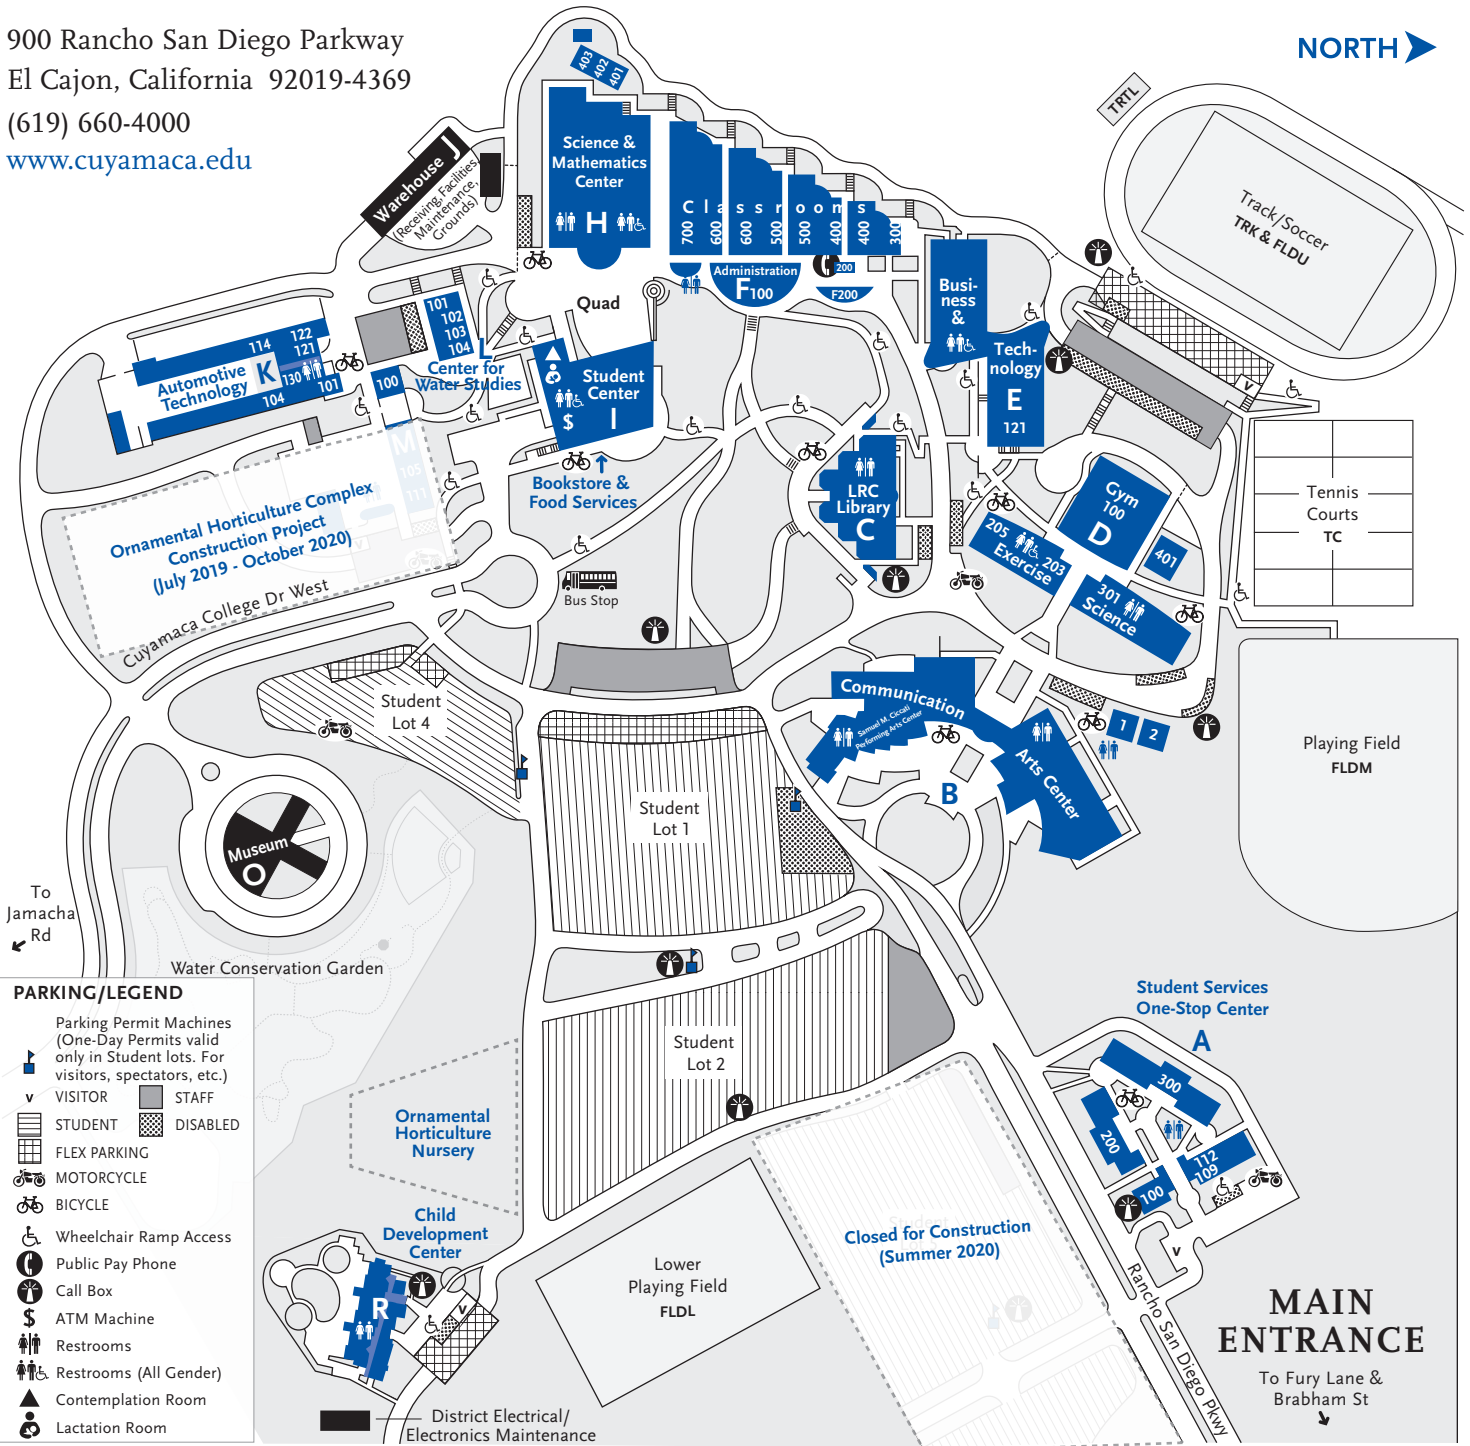 900 Rancho San Diego Parkway
El Cajon, California 92019-4369
(619) 660-4000
www.cuyamaca.edu
NORTH
403
402
401
Science &
Mathematics
Center
H
Warehouse J
(Receiving, Facilities,
Maintenance,
Grounds)
Classrooms
700
600
600
500
500
400
400
300
Administration
F100
200
F200
Quad
TRTL
Track/Soccer
TRK & FLDU
Busi-
ness
&
Tech-
nology
E
121
101
102
103
104
L
Center for
Water Studies
122
121
114
Automotive
Technology
K
130
101
104
100
Student
Center
I
$
Bookstore &
Food Services
M
105
111
Ornamental Horticulture Complex
Construction Project
(July 2019 - October 2020)
v
Cuyamaca College Dr West
Bus Stop
LRC
Library
C
Gym
100
D
401
205
203
Exercise
301
Science
v
Tennis
Courts
TC
Student
Lot 4
Communication
Samuel M. Ciccati
Performing Arts Center
Arts Center
B
1
2
Playing Field
FLDM
Student
Lot 1
Museum
O
To
Jamacha
Rd
Water Conservation Garden
Student
Lot 2
Student Services
One-Stop Center
A
300
200
112
109
100
v
Ornamental
Horticulture
Nursery
Child
Development
Center
R
v
Lower
Playing Field
FLDL
Closed for Construction
(Summer 2020)
Rancho San Diego Pkwy
MAIN
ENTRANCE
To Fury Lane &
Brabham St
District Electrical/
Electronics Maintenance
PARKING/LEGEND
Parking Permit Machines
(One-Day Permits valid
only in Student lots. For
visitors, spectators, etc.)
v VISITOR
STAFF
STUDENT
DISABLED
FLEX PARKING
MOTORCYCLE
BICYCLE
Wheelchair Ramp Access
Public Pay Phone
Call Box
$ ATM Machine
Restrooms
Restrooms (All Gender)
Contemplation Room
Lactation Room